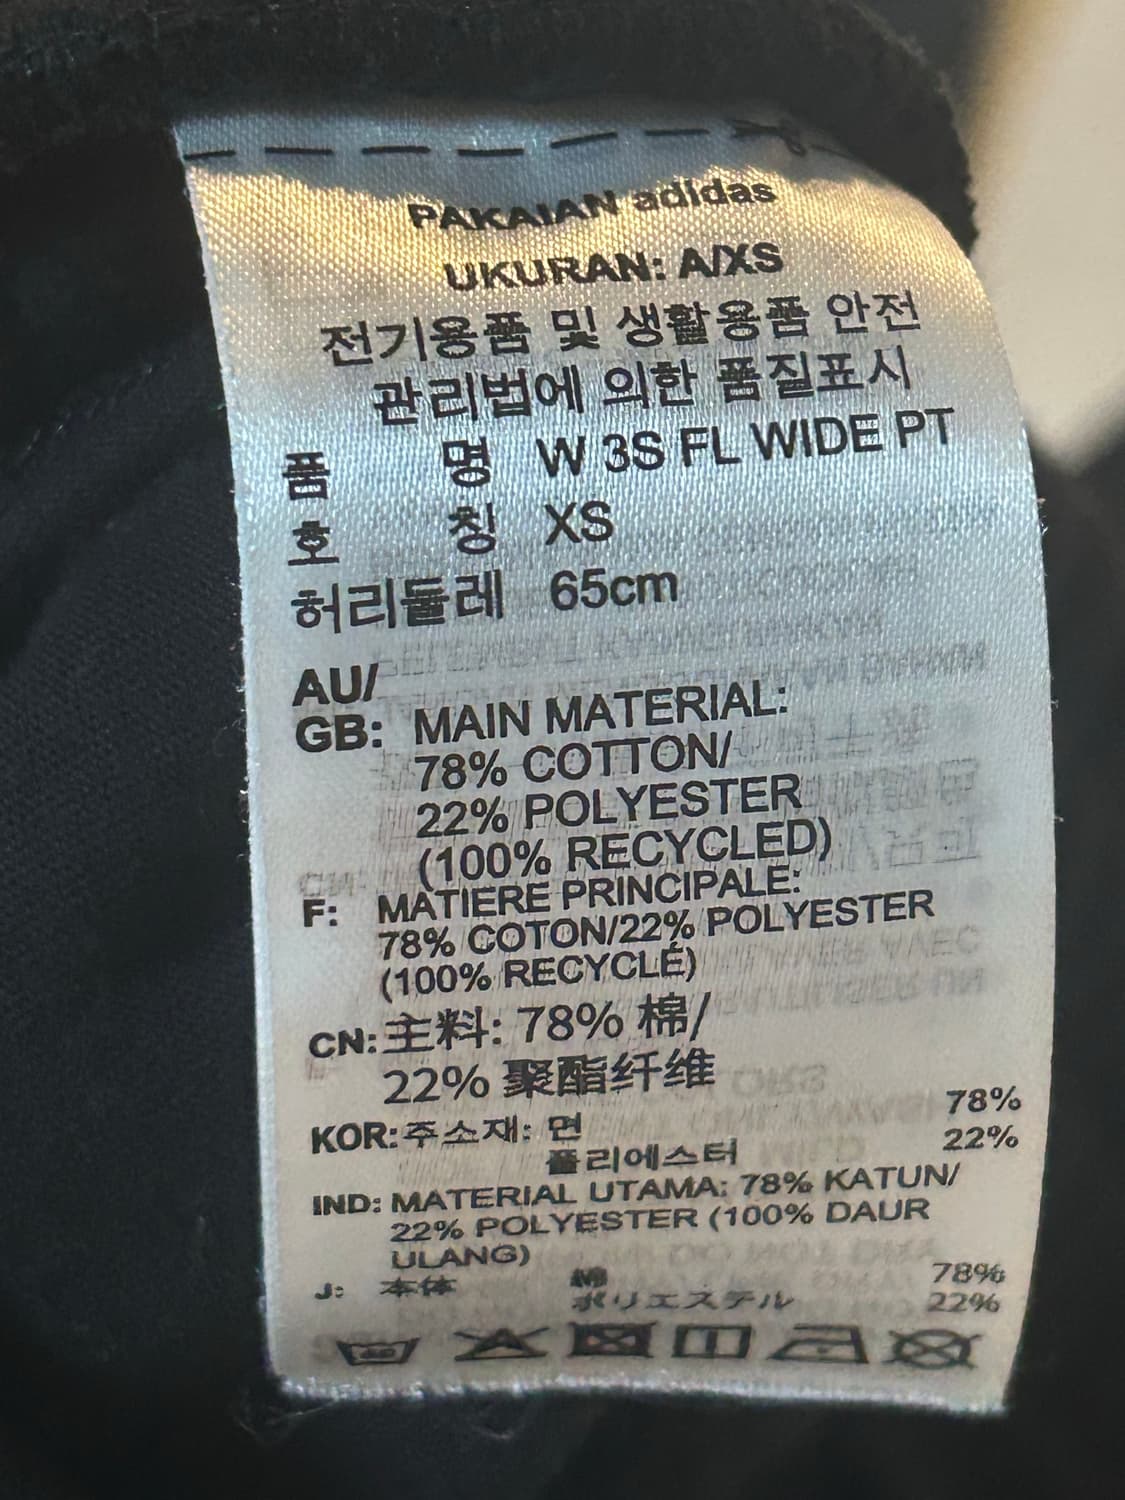 PAKAIAN adidas
UKURAN: A/XS
전기용품 및 생활용품 안전
관리법에 의한 품질표시
품 명 W 3S FL WIDE PT
호 칭 XS
허리둘레 65cm
AU/
GB: MAIN MATERIAL:
78% COTTON/
22% POLYESTER
(100% RECYCLED)
F: MATIERE PRINCIPALE:
78% COTON/22% POLYESTER
(100% RECYCLÉ)
CN: 主料: 78% 棉/
22% 聚酯纤维
KOR: 주소재: 면 78%
폴리에스터 22%
IND: MATERIAL UTAMA: 78% KATUN/
22% POLYESTER (100% DAUR
ULANG)
J: 本体 綿 78%
ポリエステル 22%